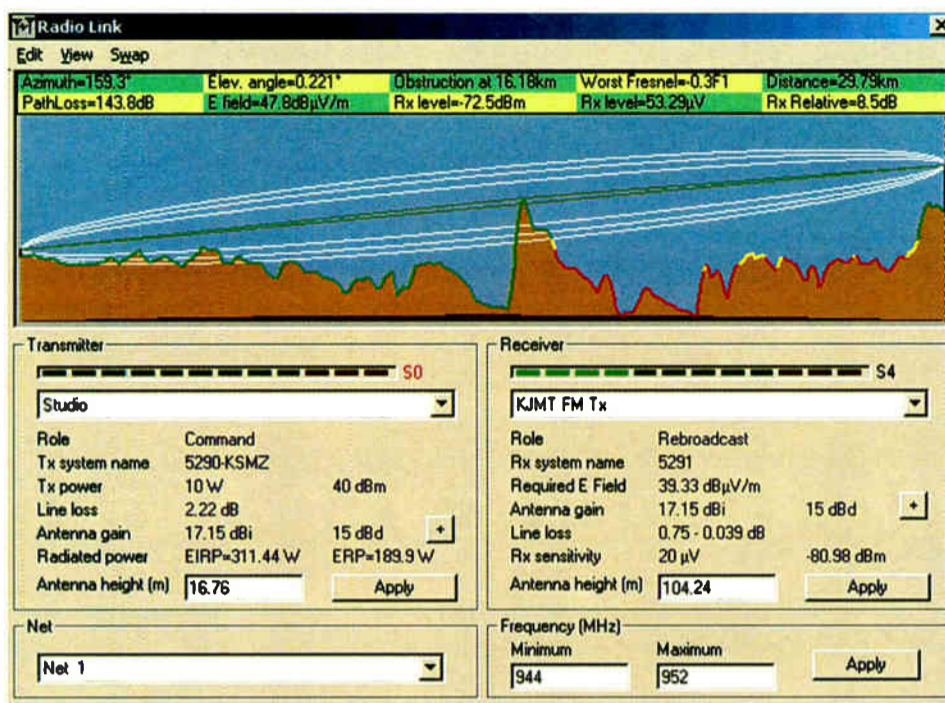 Radio Link
Edit View Swap
Azimuth=159.3° Elev. angle=0.221° Obstruction at 16.18km Worst Fresnel=-0.3F1 Distance=29.79km
PathLoss=143.8dB E field=47.8dBµV/m Rx level=-72.5dBm Rx level=53.29µV Rx Relative=8.5dB
Transmitter
S0
Studio
Role Command
Tx system name 5290-KSMZ
Tx power 10 W 40 dBm
Line loss 2.22 dB
Antenna gain 17.15 dBi 15 dBd +
Radiated power EIRP=311.44 W ERP=189.9 W
Antenna height (m) 16.76 Apply
Receiver
S4
KJMT FM Tx
Role Rebroadcast
Rx system name 5291
Required E Field 39.33 dBµV/m
Antenna gain 17.15 dBi 15 dBd +
Line loss 0.75 - 0.039 dB
Rx sensitivity 20 µV -80.98 dBm
Antenna height (m) 104.24 Apply
Net
Net 1
Frequency (MHz)
Minimum Maximum
944 952 Apply